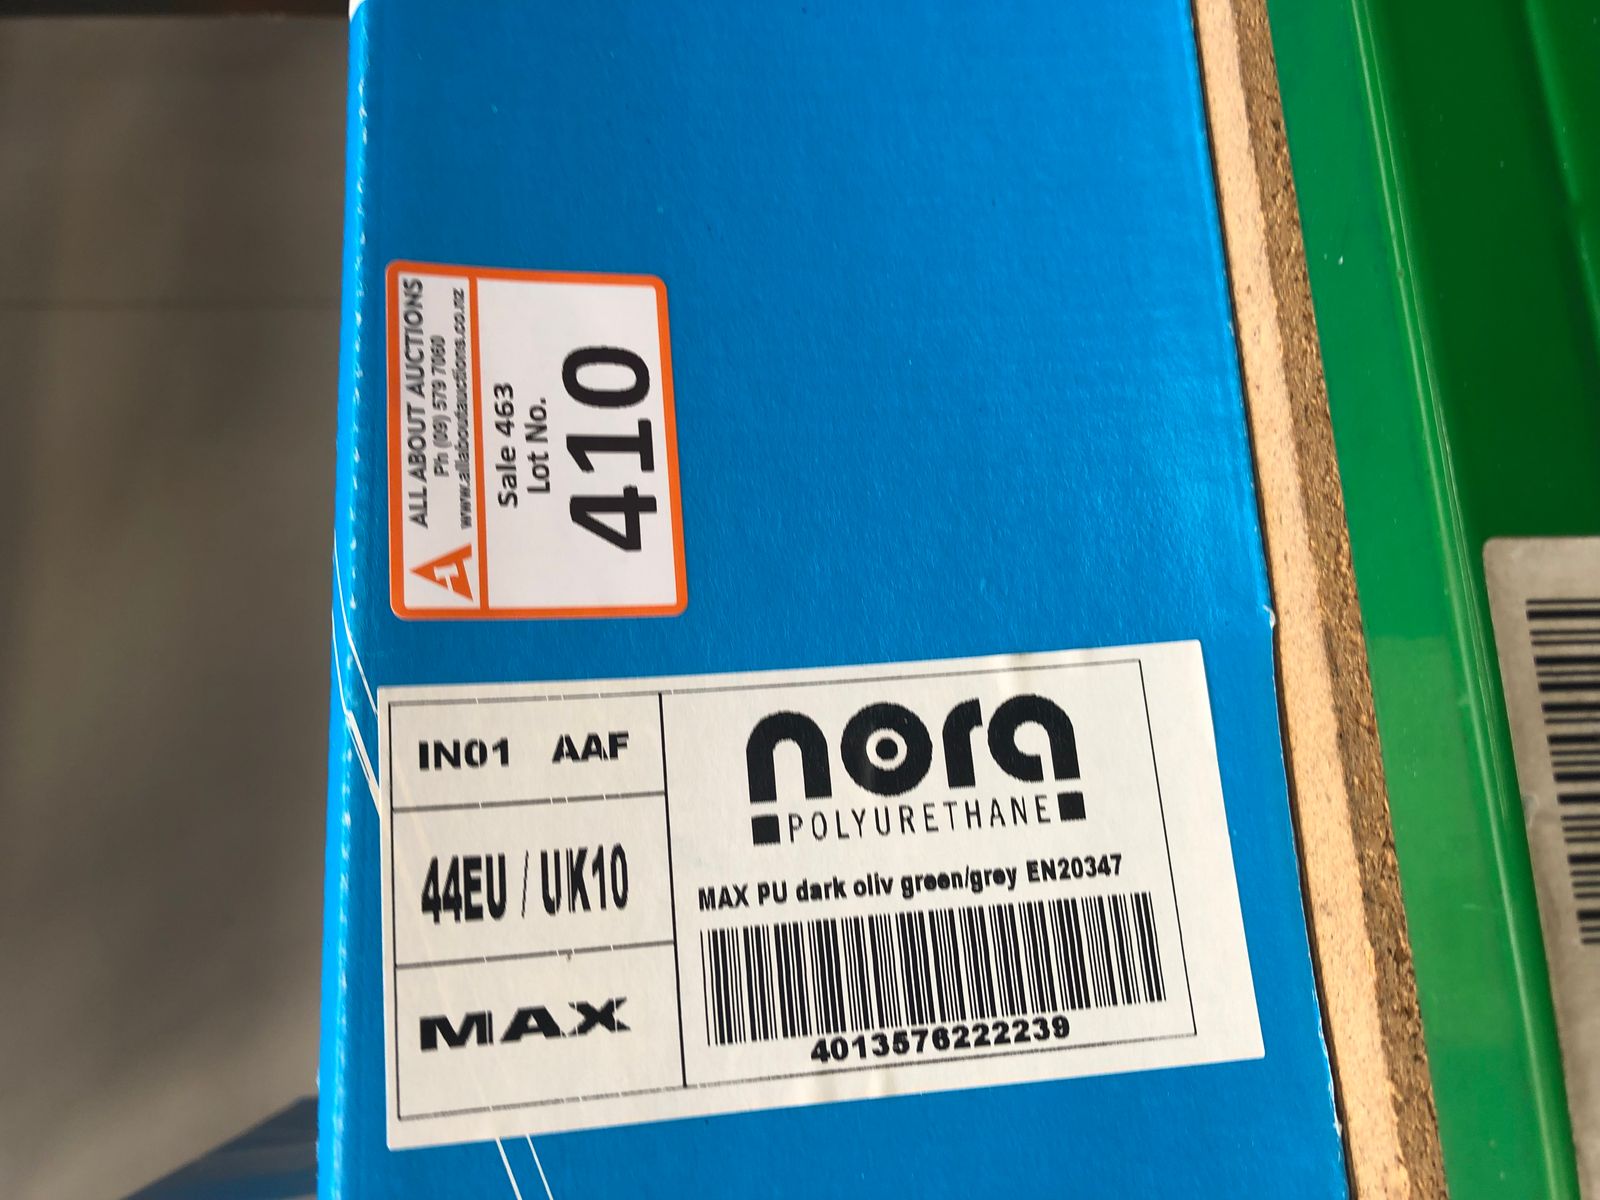 ALL ABOUT AUCTIONS
Ph (09) 579 7060
www.allaboutauctions.co.nz
Sale 463
Lot No.
410
IN01 AAF
44EU / UK10
MAX
nora
POLYURETHANE
MAX PU dark oliv green/grey EN20347
4013576222239